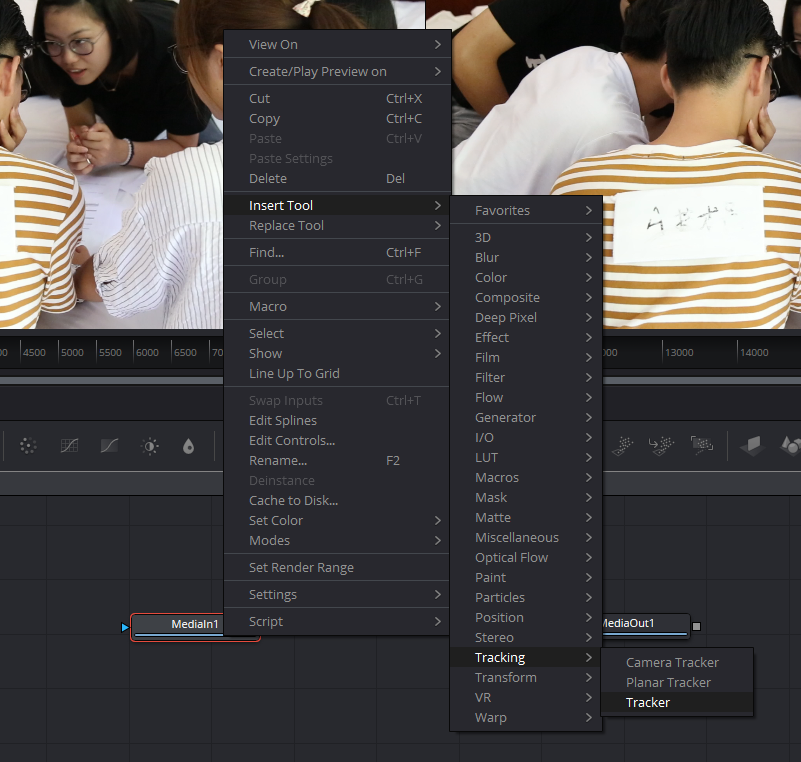 View On
Create/Play Preview on
Cut Ctrl+X
Copy Ctrl+C
Paste Ctrl+V
Paste Settings
Delete Del
Insert Tool
Replace Tool
Find... Ctrl+F
Group Ctrl+G
Macro
Select
Show
Line Up To Grid
Swap Inputs Ctrl+T
Edit Splines
Edit Controls...
Rename... F2
Deinstance
Cache to Disk...
Set Color
Modes
Set Render Range
Settings
Script
Favorites
3D
Blur
Color
Composite
Deep Pixel
Effect
Film
Filter
Flow
Generator
I/O
LUT
Macros
Mask
Matte
Miscellaneous
Optical Flow
Paint
Particles
Position
Stereo
Tracking
Transform
VR
Warp
Camera Tracker
Planar Tracker
Tracker
4500 5000 5500 6000 6500 13000 14000
MediaIn1 MediaOut1